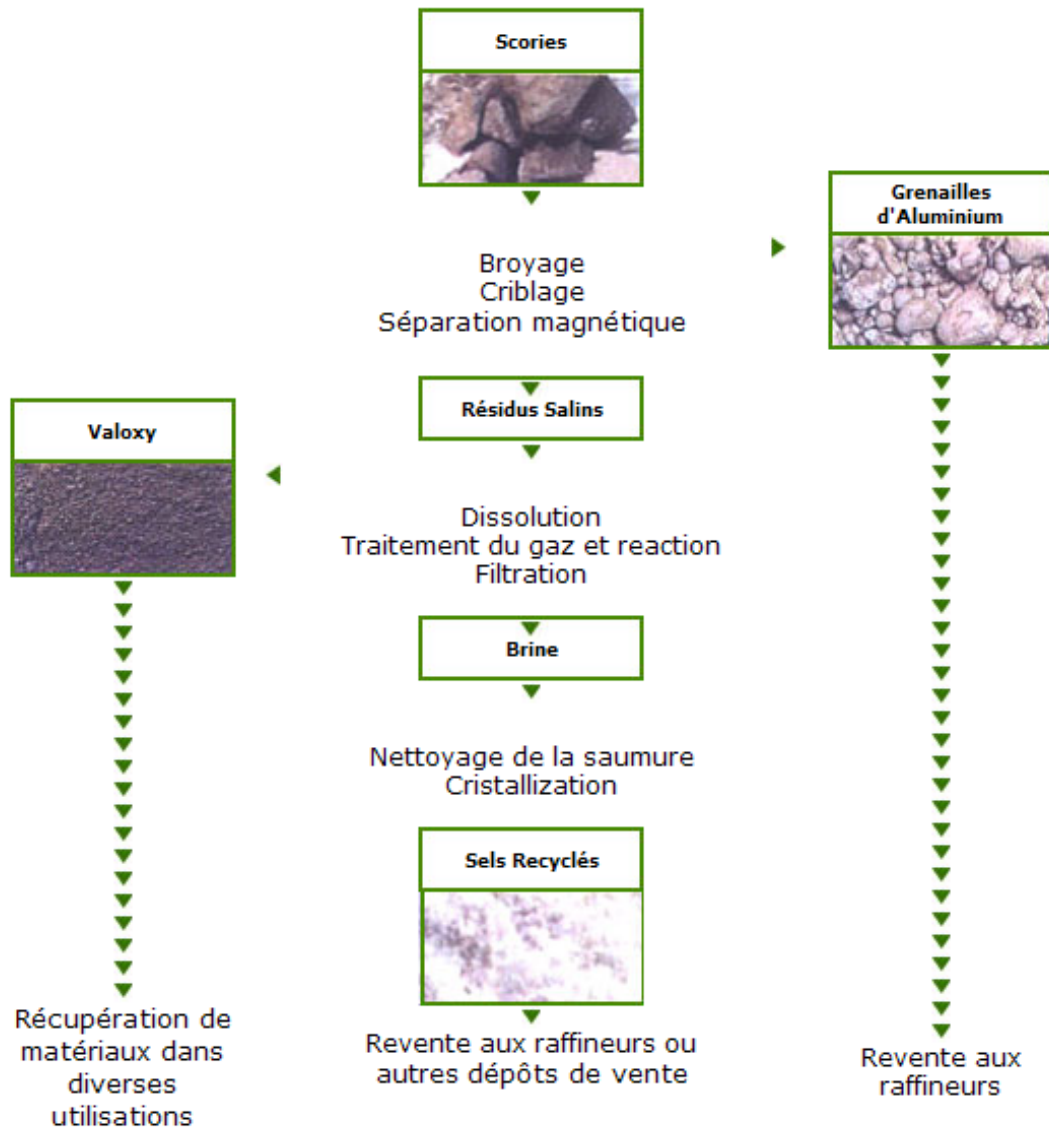 Scories
Grenailles
d'Aluminium
Broyage
Criblage
Séparation magnétique
Résidus Salins
Valoxy
Dissolution
Traitement du gaz et reaction
Filtration
Brine
Nettoyage de la saumure
Cristallization
Sels Recyclés
Récupération de
matériaux dans
diverses
utilisations
Revente aux raffineurs ou
autres dépôts de vente
Revente aux
raffineurs